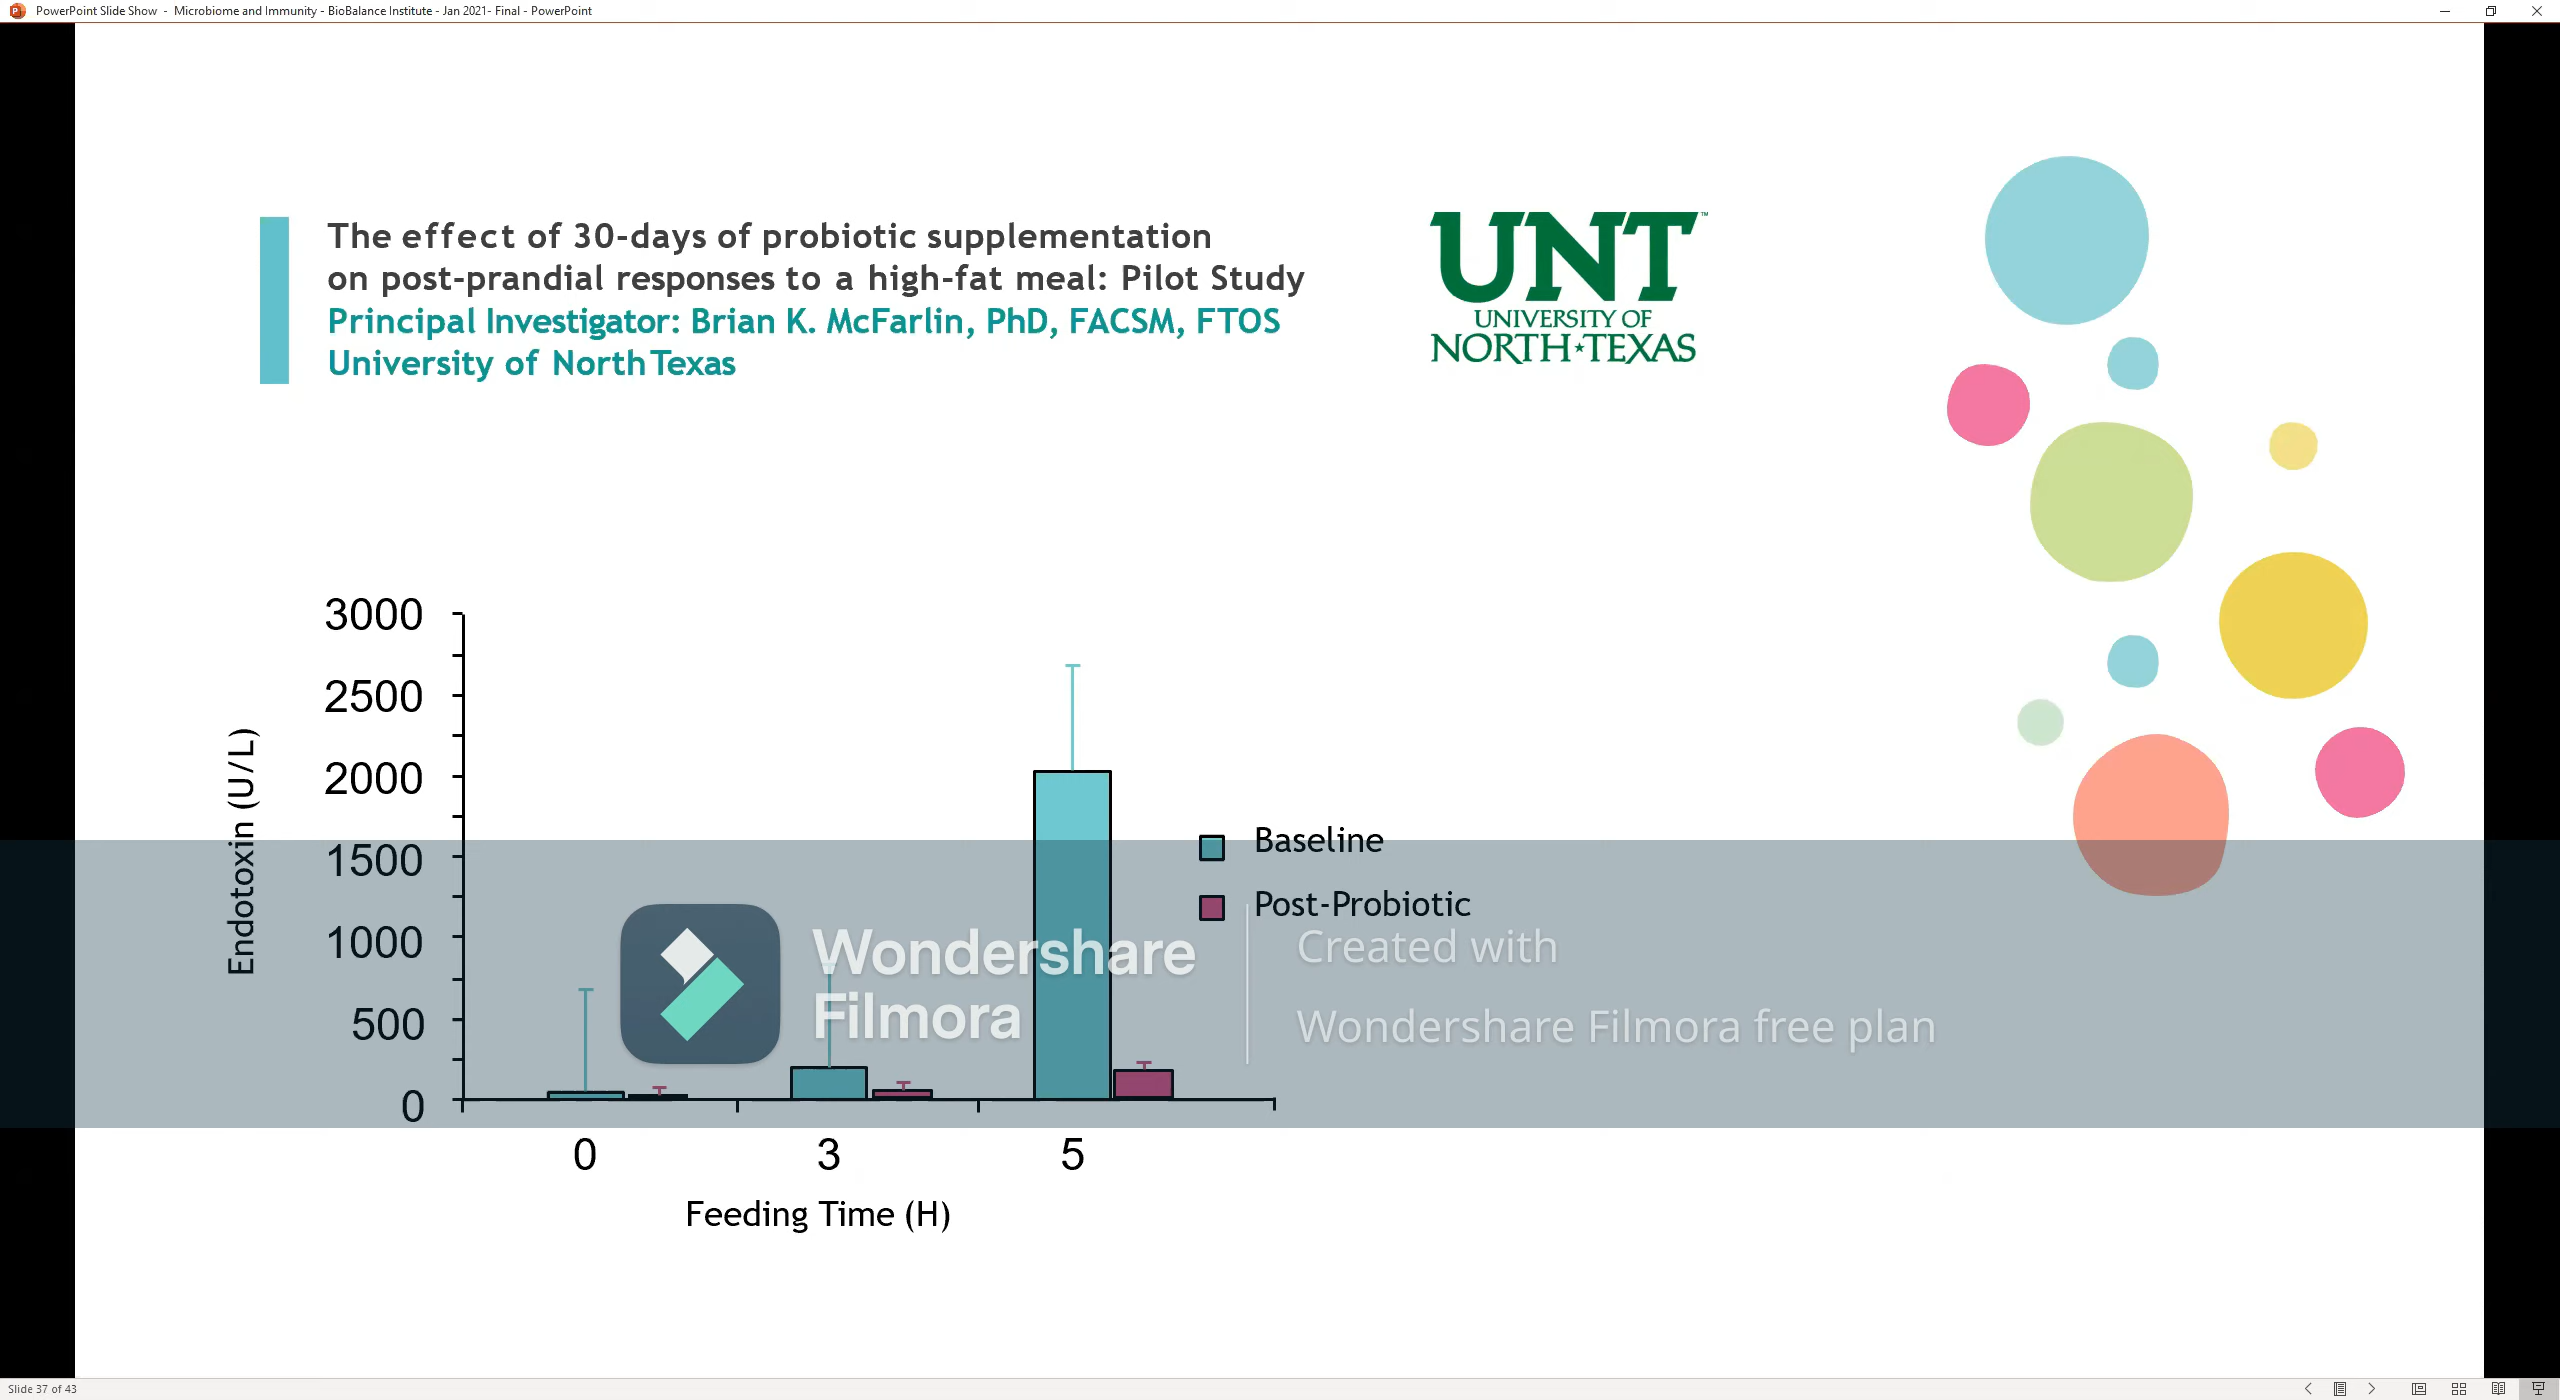 PowerPoint Slide Show - Microbiome and Immunity - BioBalance Institute - Jan 2021- Final - PowerPoint
The effect of 30-days of probiotic supplementation
on post-prandial responses to a high-fat meal: Pilot Study
Principal Investigator: Brian K. McFarlin, PhD, FACSM, FTOS
University of North Texas
UNT™
UNIVERSITY OF
NORTH★TEXAS
Endotoxin (U/L)
3000
2500
2000
1500
1000
500
0
Baseline
Post-Probiotic
Wondershare
Filmora
Created with
Wondershare Filmora free plan
0 3 5
Feeding Time (H)
Slide 37 of 43